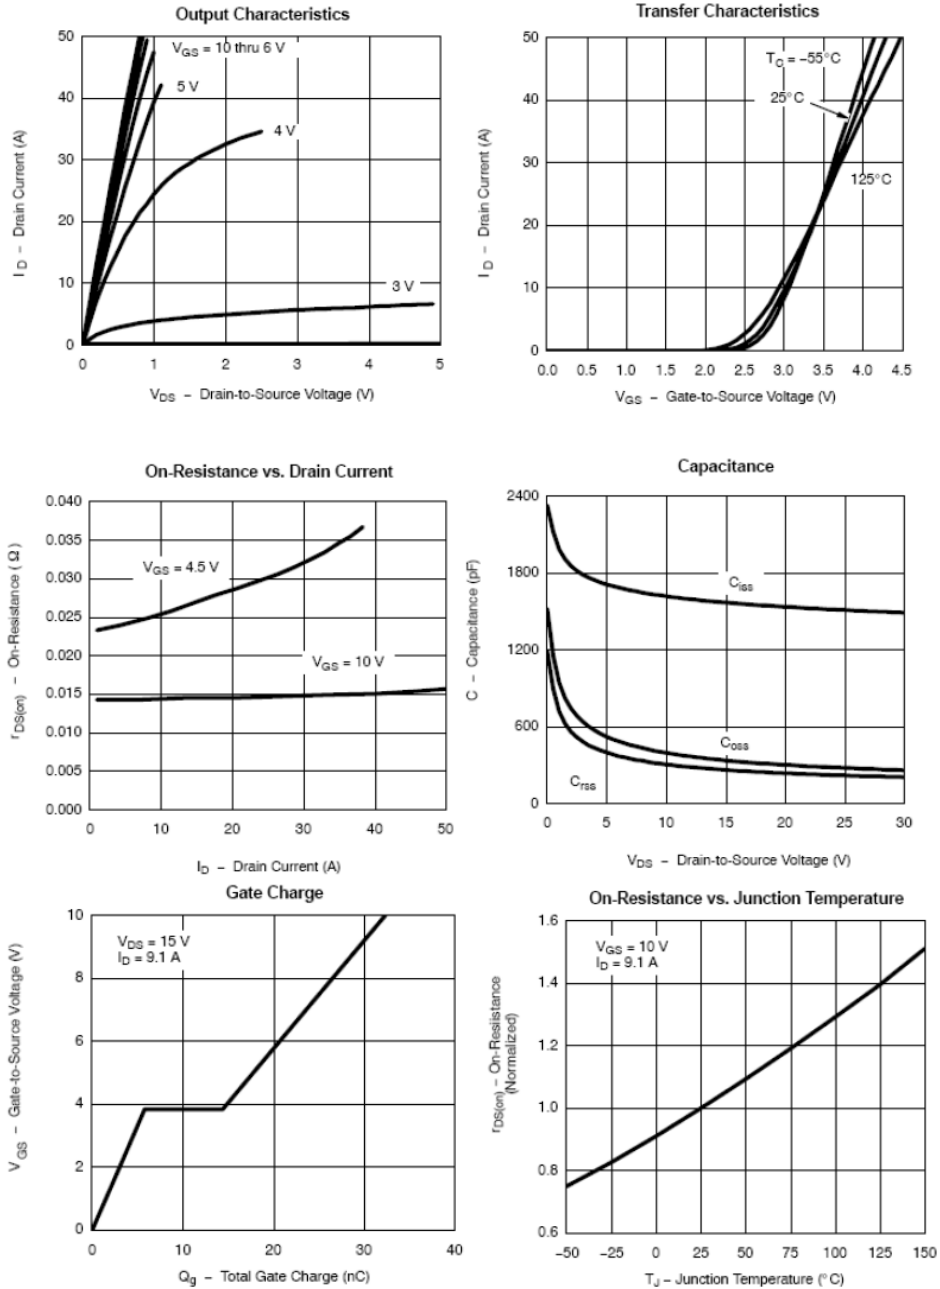 Output Characteristics
50
40
30
20
10
0
I D – Drain Current (A)
VGS = 10 thru 6 V
5 V
4 V
3 V
0 1 2 3 4 5
VDS – Drain-to-Source Voltage (V)
Transfer Characteristics
50
40
30
20
10
0
I D – Drain Current (A)
TC = –55°C
25°C
125°C
0.0 0.5 1.0 1.5 2.0 2.5 3.0 3.5 4.0 4.5
VGS – Gate-to-Source Voltage (V)
On-Resistance vs. Drain Current
0.040
0.035
0.030
0.025
0.020
0.015
0.010
0.005
0.000
rDS(on) – On-Resistance ( Ω )
VGS = 4.5 V
VGS = 10 V
0 10 20 30 40 50
ID – Drain Current (A)
Capacitance
2400
1800
1200
600
0
C – Capacitance (pF)
Ciss
Coss
Crss
0 5 10 15 20 25 30
VDS – Drain-to-Source Voltage (V)
Gate Charge
10
8
6
4
2
0
V GS – Gate-to-Source Voltage (V)
VDS = 15 V
ID = 9.1 A
0 10 20 30 40
Qg – Total Gate Charge (nC)
On-Resistance vs. Junction Temperature
1.6
1.4
1.2
1.0
0.8
0.6
rDS(on) – On-Resiistance
(Normalized)
VGS = 10 V
ID = 9.1 A
–50 –25 0 25 50 75 100 125 150
TJ – Junction Temperature (°C)